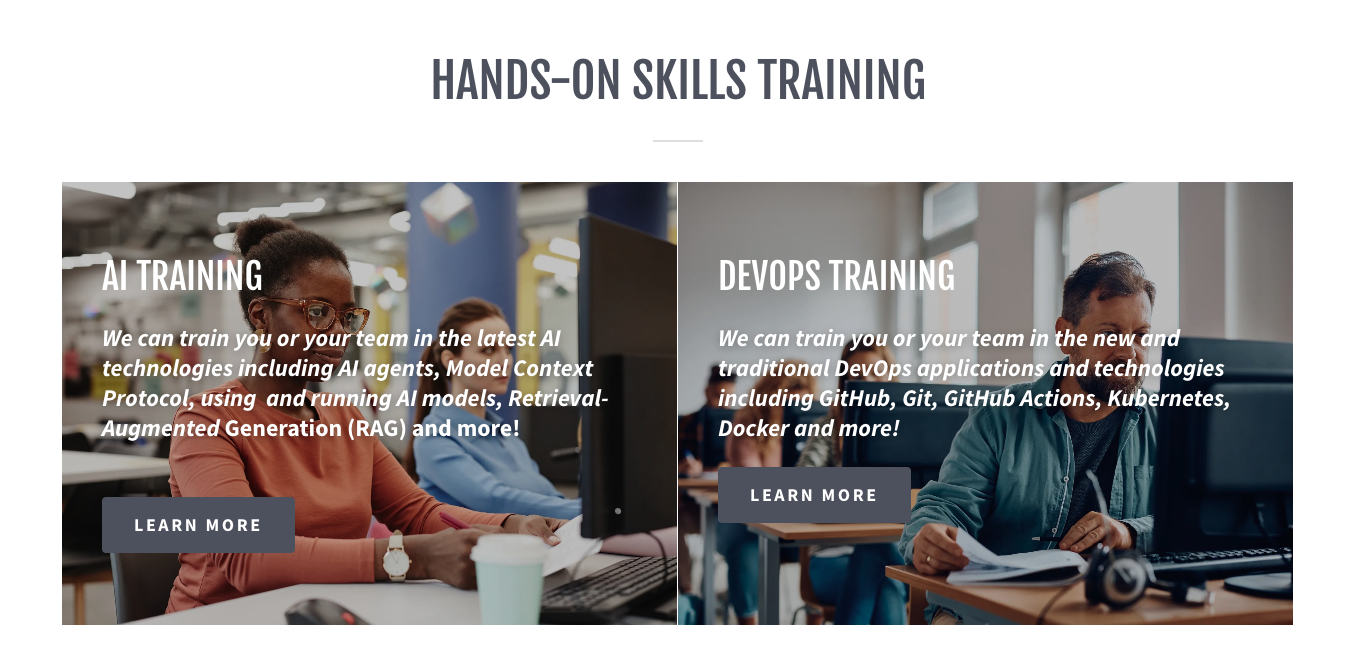 HANDS-ON SKILLS TRAINING
AI TRAINING
We can train you or your team in the latest AI
technologies including AI agents, Model Context
Protocol, using  and running AI models, Retrieval-
Augmented Generation (RAG) and more!
LEARN MORE
DEVOPS TRAINING
We can train you or your team in the new and
traditional DevOps applications and technologies
including GitHub, Git, GitHub Actions, Kubernetes,
Docker and more!
LEARN MORE